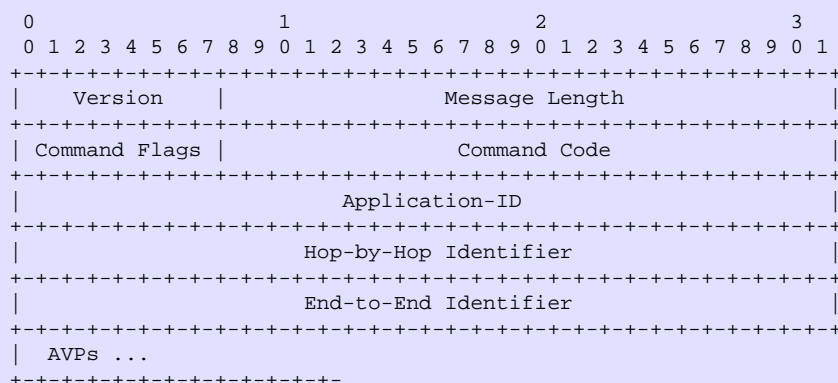 0                   1                   2                   3
 0 1 2 3 4 5 6 7 8 9 0 1 2 3 4 5 6 7 8 9 0 1 2 3 4 5 6 7 8 9 0 1
+-+-+-+-+-+-+-+-+-+-+-+-+-+-+-+-+-+-+-+-+-+-+-+-+-+-+-+-+-+-+-+-+
|    Version    |                 Message Length                |
+-+-+-+-+-+-+-+-+-+-+-+-+-+-+-+-+-+-+-+-+-+-+-+-+-+-+-+-+-+-+-+-+
| Command Flags |                  Command Code                 |
+-+-+-+-+-+-+-+-+-+-+-+-+-+-+-+-+-+-+-+-+-+-+-+-+-+-+-+-+-+-+-+-+
|                         Application-ID                        |
+-+-+-+-+-+-+-+-+-+-+-+-+-+-+-+-+-+-+-+-+-+-+-+-+-+-+-+-+-+-+-+-+
|                      Hop-by-Hop Identifier                    |
+-+-+-+-+-+-+-+-+-+-+-+-+-+-+-+-+-+-+-+-+-+-+-+-+-+-+-+-+-+-+-+-+
|                      End-to-End Identifier                    |
+-+-+-+-+-+-+-+-+-+-+-+-+-+-+-+-+-+-+-+-+-+-+-+-+-+-+-+-+-+-+-+-+
|  AVPs ...
+-+-+-+-+-+-+-+-+-+-+-+-+-